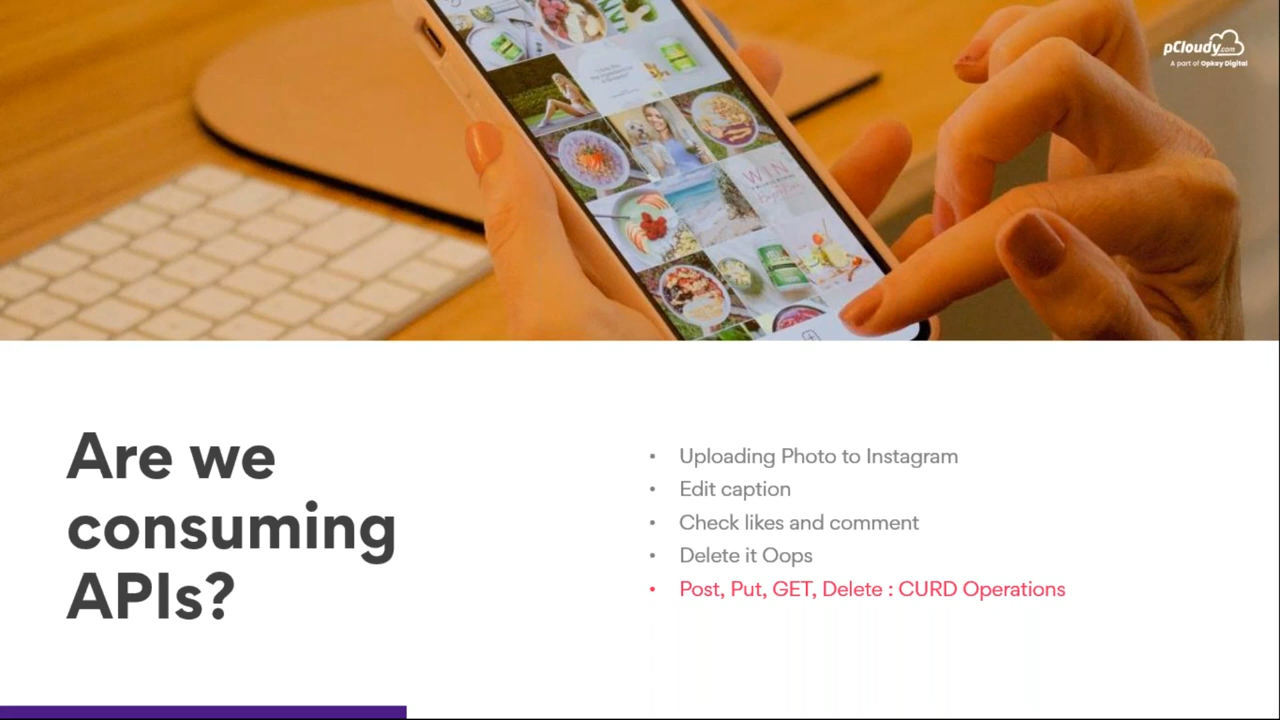 pCloudy.com
A part of Opkey Digital
WIN
Are we
consuming
APIs?
• Uploading Photo to Instagram
• Edit caption
• Check likes and comment
• Delete it Oops
• Post, Put, GET, Delete : CURD Operations